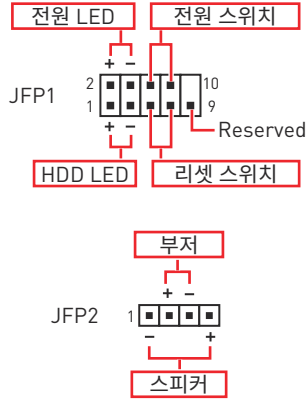 전원 LED 전원 스위치
+ − 
JFP1
2 10
1 9
+ −
Reserved
HDD LED 리셋 스위치
부저
+ −
JFP2 1
− +
스피커